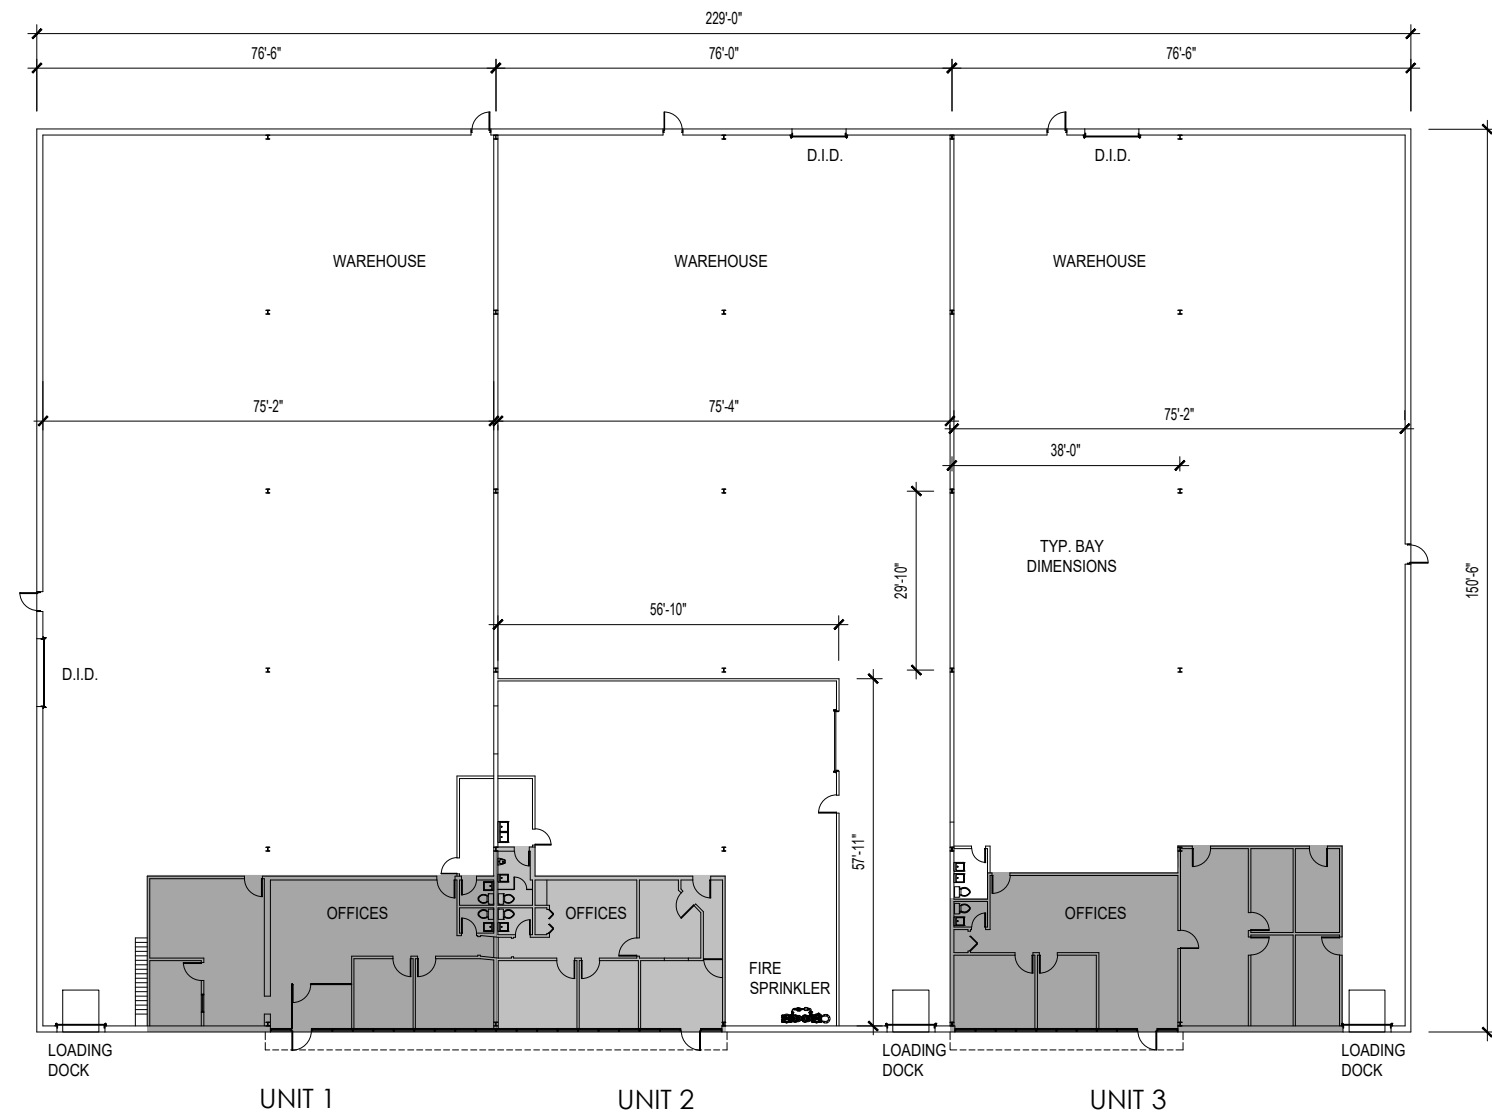 229'-0"
76'-6"
76'-0"
76'-6"
D.I.D.
D.I.D.
WAREHOUSE
WAREHOUSE
WAREHOUSE
75'-2"
75'-4"
75'-2"
38'-0"
TYP. BAY
DIMENSIONS
29'-10"
150'-6"
56'-10"
D.I.D.
57'-11"
OFFICES
OFFICES
OFFICES
FIRE
SPRINKLER
LOADING
DOCK
LOADING
DOCK
LOADING
DOCK
UNIT 1
UNIT 2
UNIT 3